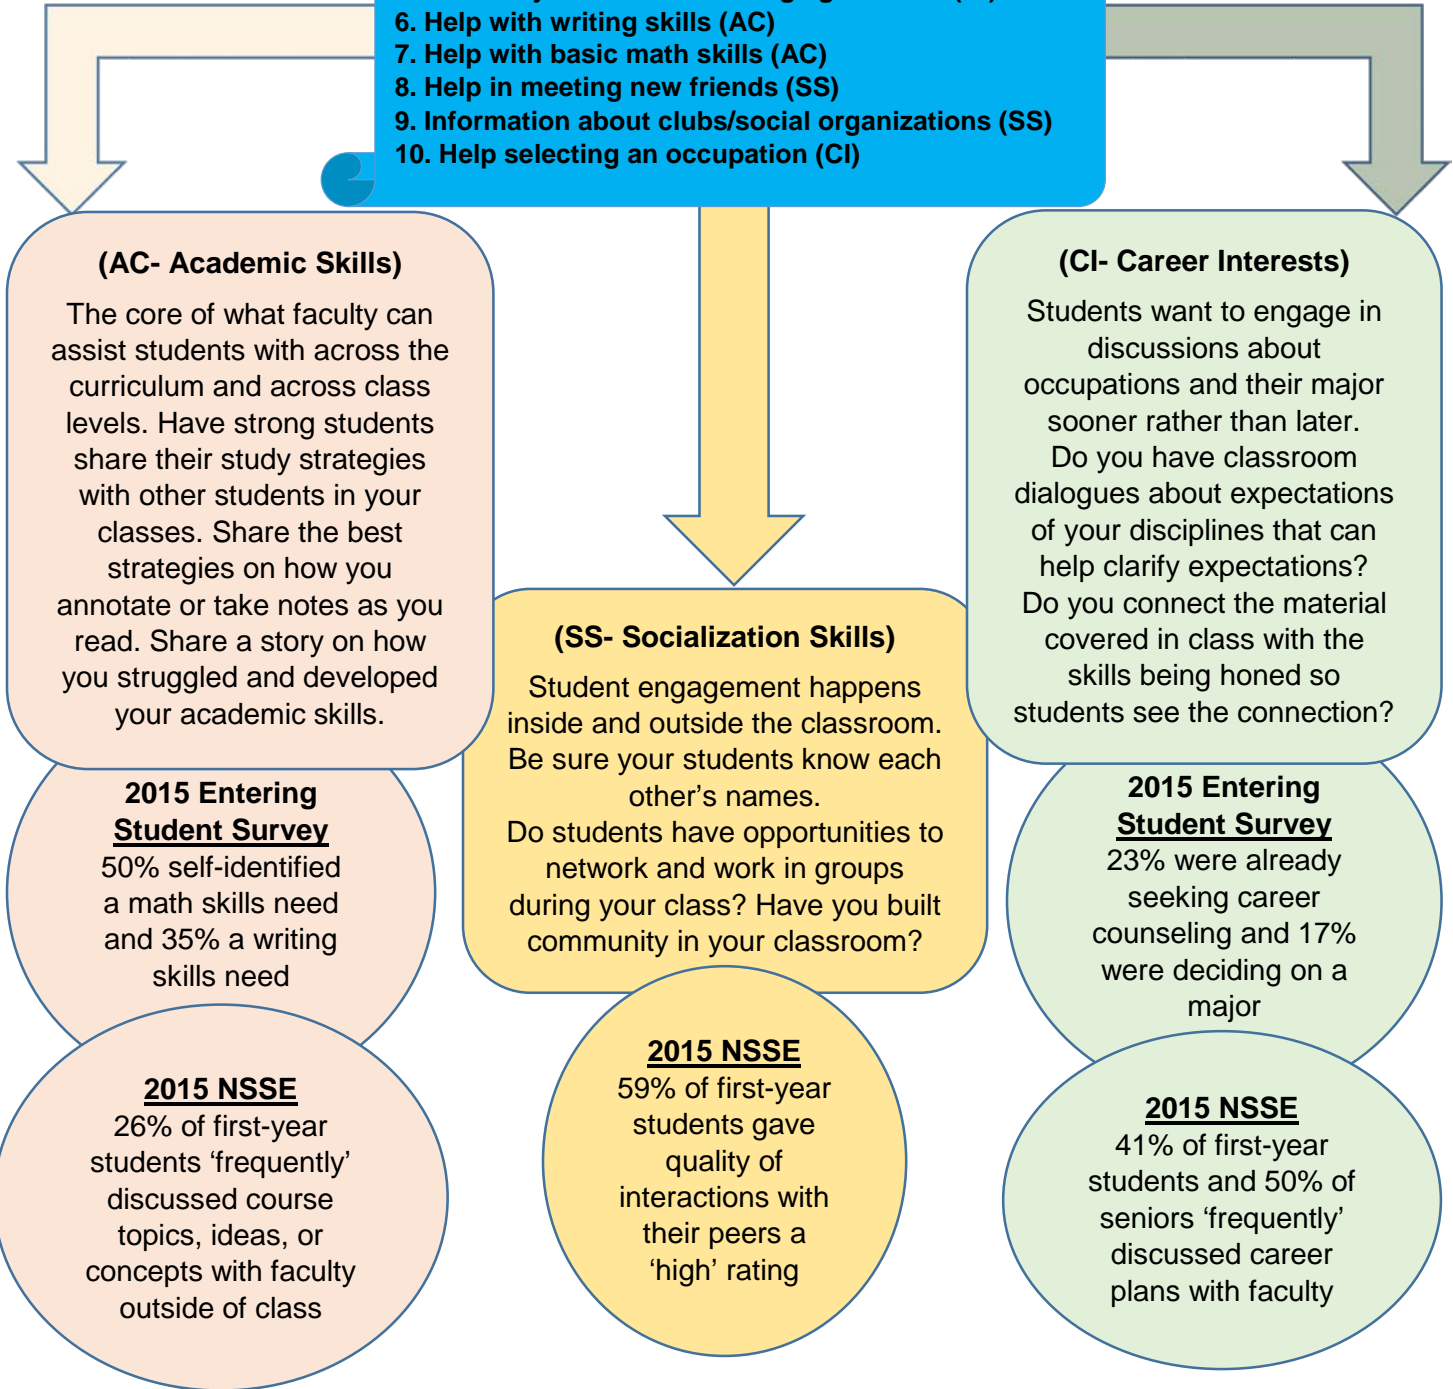 6. Help with writing skills (AC)
7. Help with basic math skills (AC)
8. Help in meeting new friends (SS)
9. Information about clubs/social organizations (SS)
10. Help selecting an occupation (CI)
(AC- Academic Skills)
The core of what faculty can
assist students with across the
curriculum and across class
levels. Have strong students
share their study strategies
with other students in your
classes. Share the best
strategies on how you
annotate or take notes as you
read. Share a story on how
you struggled and developed
your academic skills.
2015 Entering
Student Survey
50% self-identified
a math skills need
and 35% a writing
skills need
2015 NSSE
26% of first-year
students ‘frequently’
discussed course
topics, ideas, or
concepts with faculty
outside of class
(SS- Socialization Skills)
Student engagement happens
inside and outside the classroom.
Be sure your students know each
other’s names.
Do students have opportunities to
network and work in groups
during your class? Have you built
community in your classroom?
2015 NSSE
59% of first-year
students gave
quality of
interactions with
their peers a
‘high’ rating
(CI- Career Interests)
Students want to engage in
discussions about
occupations and their major
sooner rather than later.
Do you have classroom
dialogues about expectations
of your disciplines that can
help clarify expectations?
Do you connect the material
covered in class with the
skills being honed so
students see the connection?
2015 Entering
Student Survey
23% were already
seeking career
counseling and 17%
were deciding on a
major
2015 NSSE
41% of first-year
students and 50% of
seniors ‘frequently’
discussed career
plans with faculty